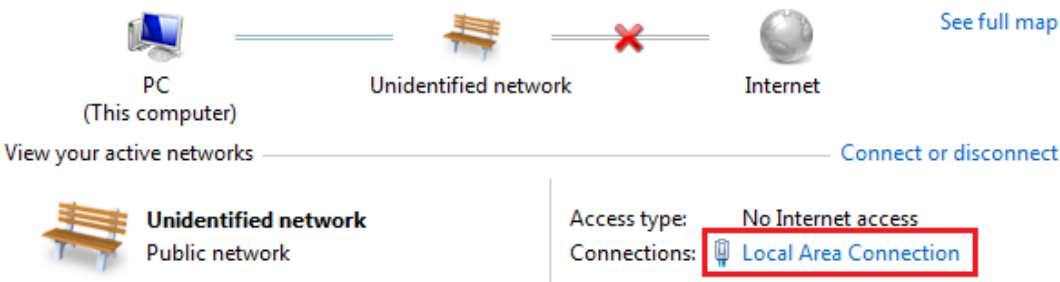 See full map
PC
(This computer)
Unidentified network
Internet
View your active networks
Connect or disconnect
Unidentified network
Public network
Access type: No Internet access
Connections: Local Area Connection